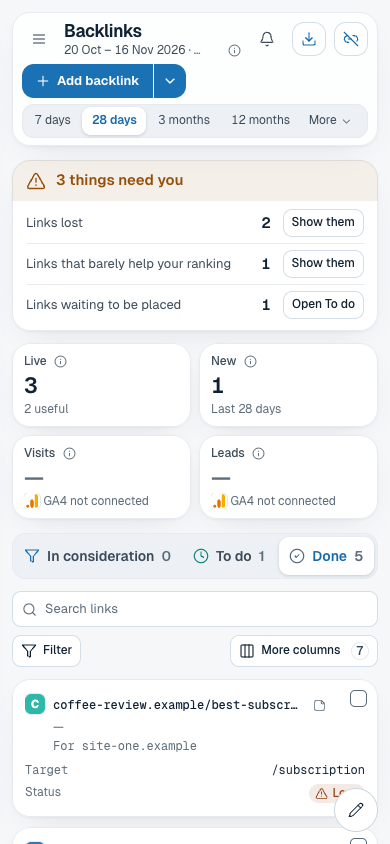 Backlinks
20 Oct – 16 Nov 2026 · ...
Add backlink
7 days
28 days
3 months
12 months
More
3 things need you
Links lost
2
Show them
Links that barely help your ranking
1
Show them
Links waiting to be placed
1
Open To do
Live
3
2 useful
New
1
Last 28 days
Visits
—
GA4 not connected
Leads
—
GA4 not connected
In consideration 0
To do 1
Done 5
Search links
Filter
More columns 7
C
coffee-review.example/best-subscr...
—
For site-one.example
Target
/subscription
Status